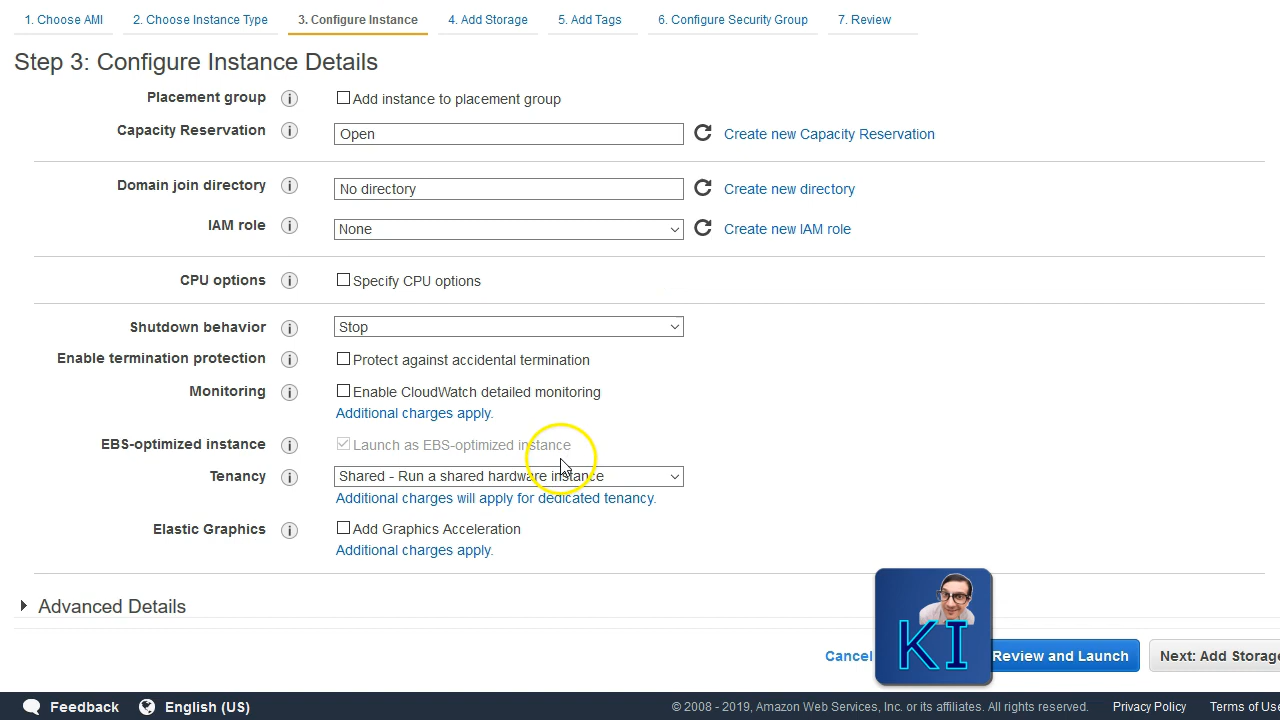 1. Choose AMI 2. Choose Instance Type 3. Configure Instance 4. Add Storage 5. Add Tags 6. Configure Security Group 7. Review
Step 3: Configure Instance Details
Placement group i Add instance to placement group
Capacity Reservation i Open Create new Capacity Reservation
Domain join directory i No directory Create new directory
IAM role i None Create new IAM role
CPU options i Specify CPU options
Shutdown behavior i Stop
Enable termination protection i Protect against accidental termination
Monitoring i Enable CloudWatch detailed monitoring
Additional charges apply.
EBS-optimized instance i Launch as EBS-optimized instance
Tenancy i Shared - Run a shared hardware instance
Additional charges will apply for dedicated tenancy.
Elastic Graphics i Add Graphics Acceleration
Additional charges apply.
Advanced Details
KI
Cancel Review and Launch Next: Add Storage
Feedback English (US) © 2008 - 2019, Amazon Web Services, Inc. or its affiliates. All rights reserved. Privacy Policy Terms of Use